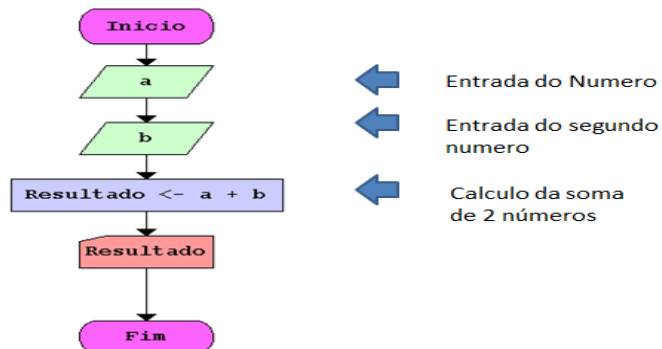 Inicio
a
Entrada do Numero
b
Entrada do segundo
numero
Resultado <- a + b
Calculo da soma
de 2 números
Resultado
Fim